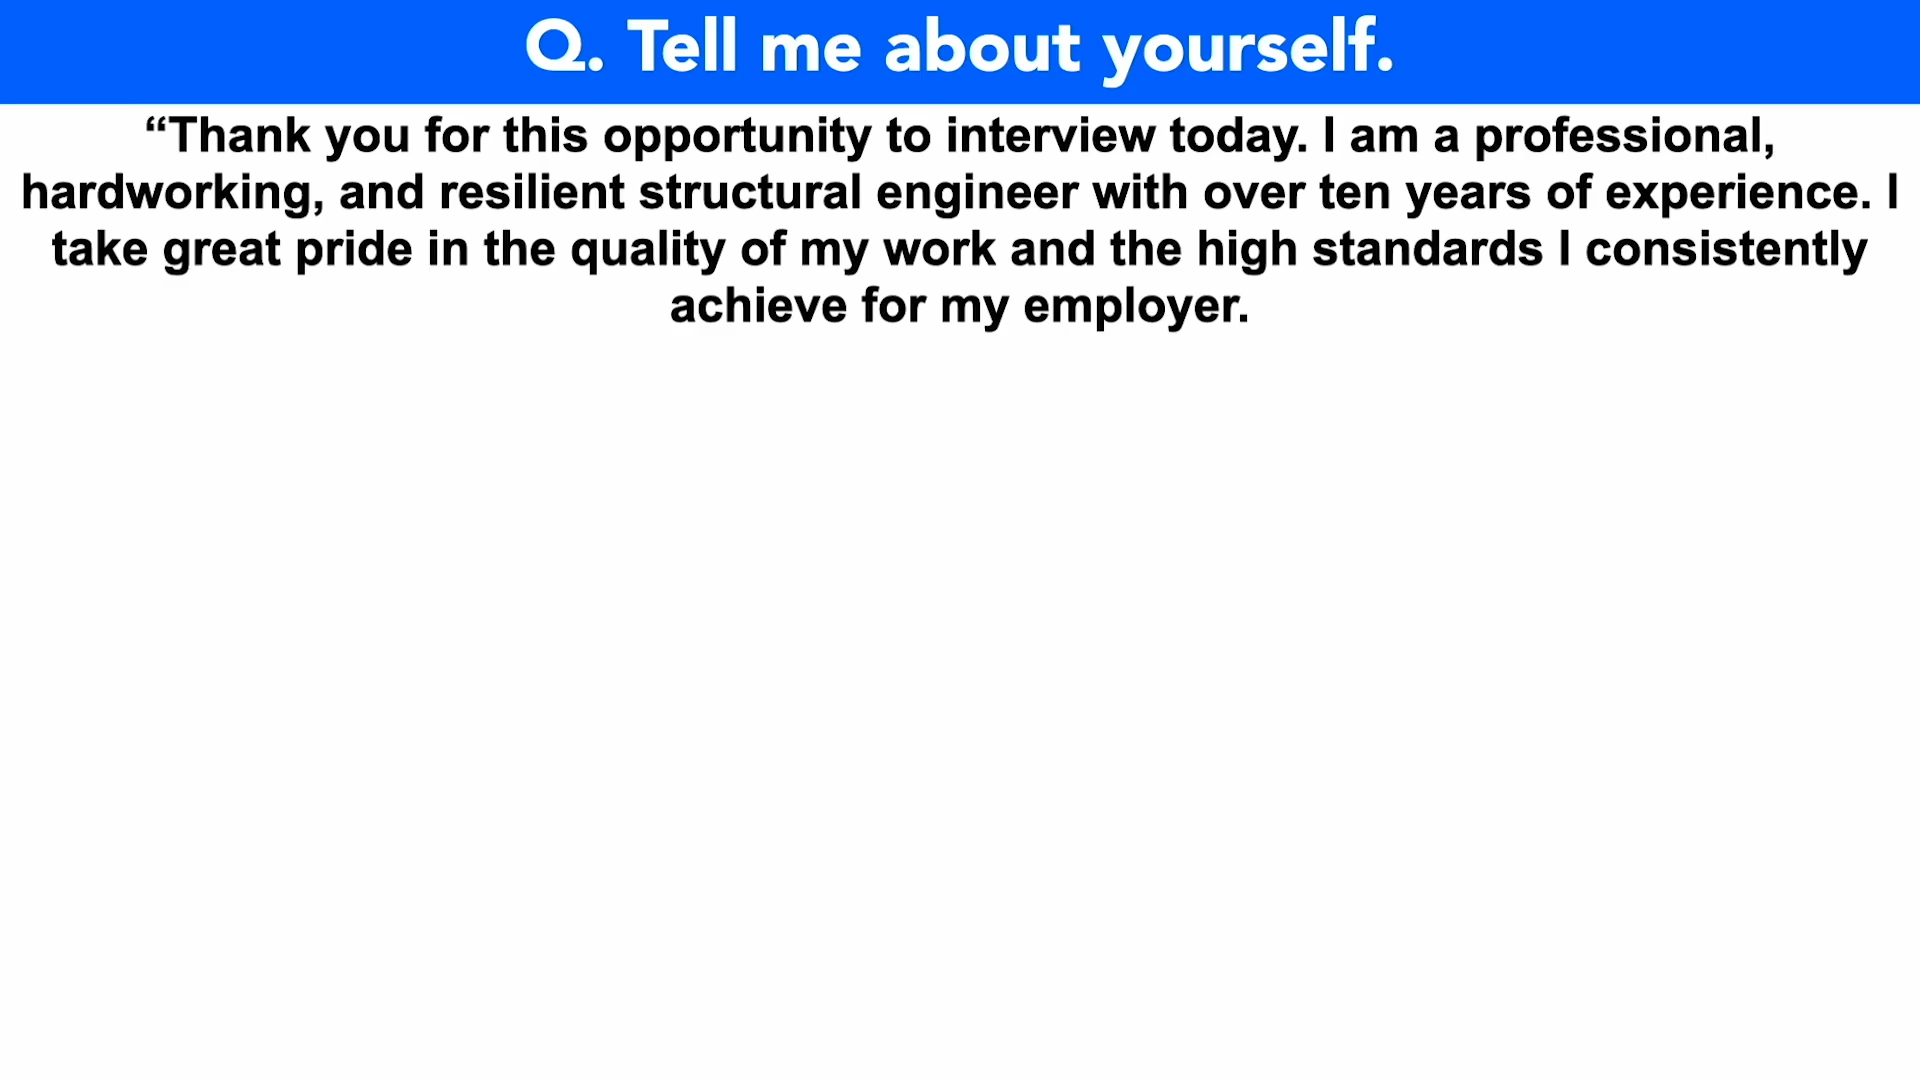 Q. Tell me about yourself.
“Thank you for this opportunity to interview today. I am a professional,
hardworking, and resilient structural engineer with over ten years of experience. I
take great pride in the quality of my work and the high standards I consistently
achieve for my employer.